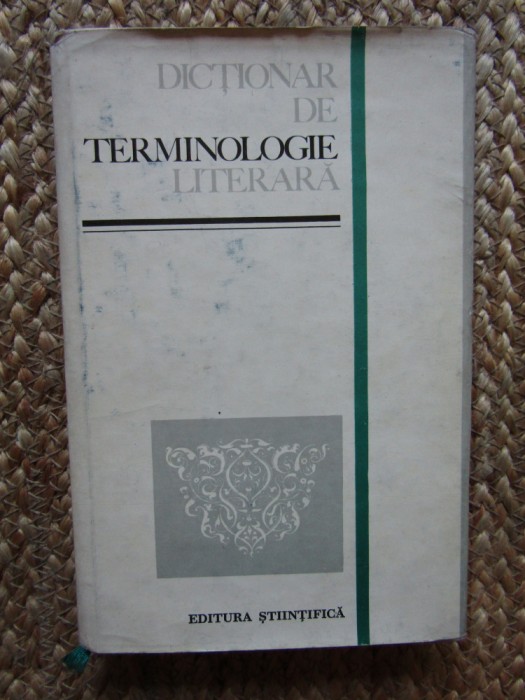 DICȚIONAR
DE
TERMINOLOGIE
LITERARĂ
EDITURA ȘTIINȚIFICĂ